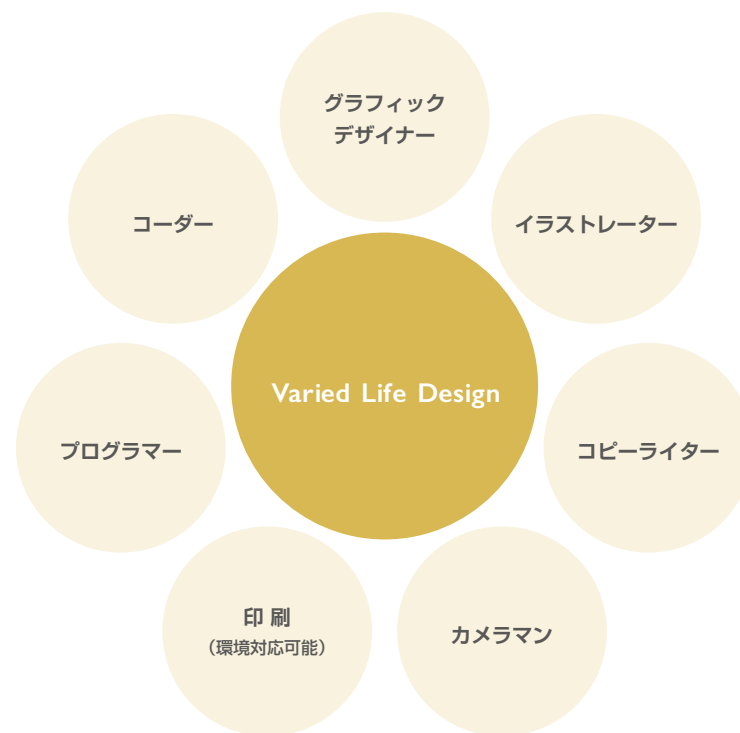 グラフィック
デザイナー
コーダー
イラストレーター
Varied Life Design
プログラマー
コピーライター
印 刷
（環境対応可能）
カメラマン